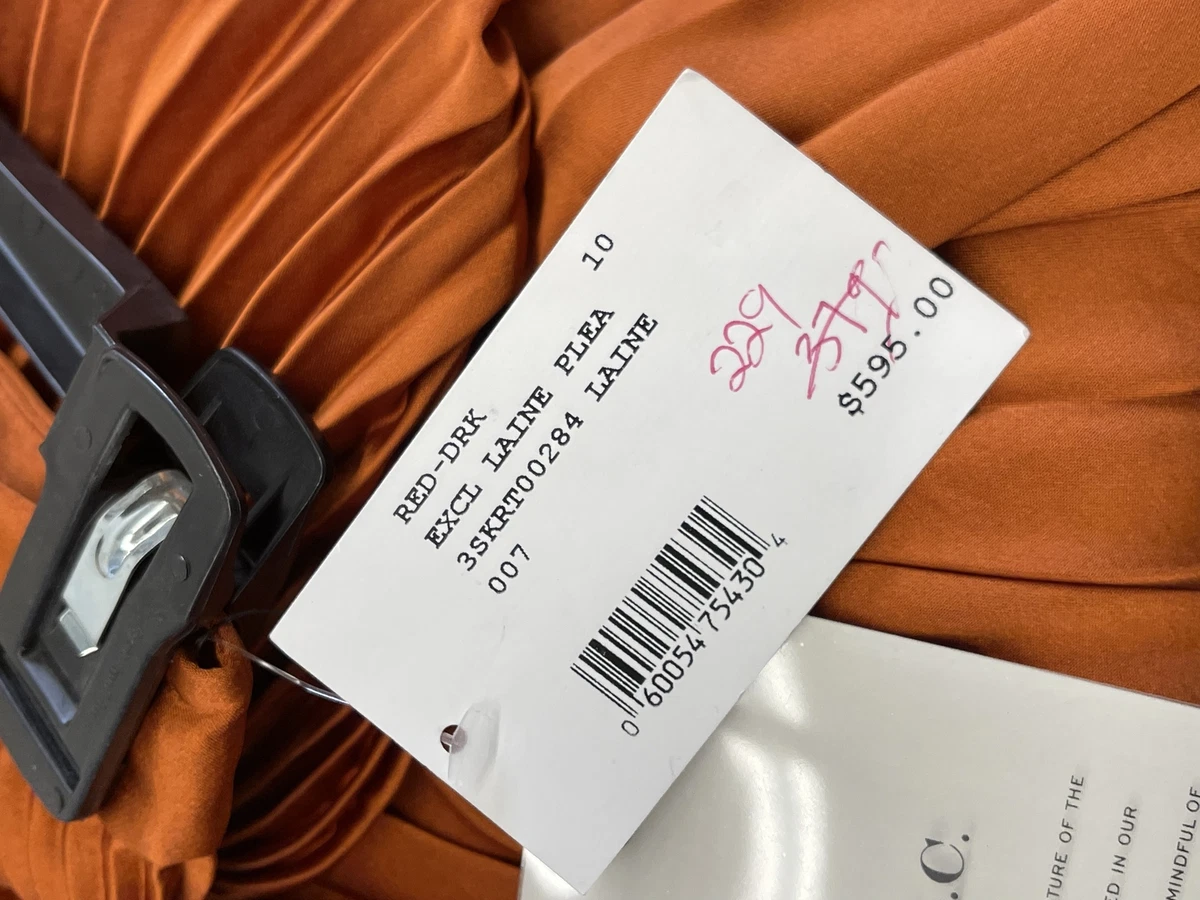 RED-DRK
EXCL LAINE PLEA 10
3SKRT00284 LAINE
007
229
379
$595.00
0 60054 75430 4
.C.
TURE OF THE
ED IN OUR
MINDFUL OF